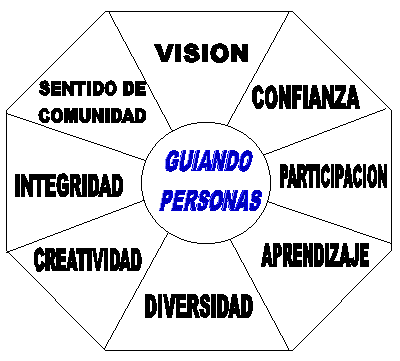 VISION
CONFIANZA
PARTICIPACION
APRENDIZAJE
DIVERSIDAD
CREATIVIDAD
INTEGRIDAD
SENTIDO DE
COMUNIDAD
GUIANDO
PERSONAS